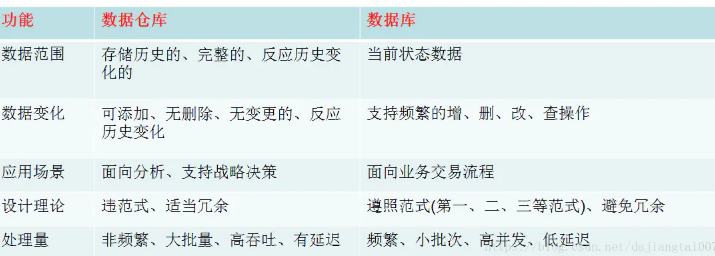 功能 数据仓库 数据库
数据范围 存储历史的、完整的、反应历史变化的 当前状态数据
数据变化 可添加、无删除、无变更的、反应历史变化 支持频繁的增、删、改、查操作
应用场景 面向分析、支持战略决策 面向业务交易流程
设计理论 违范式、适当冗余 遵照范式(第一、二、三等范式)、避免冗余
处理量 非频繁、大批量、高吞吐、有延迟 频繁、小批次、高并发、低延迟